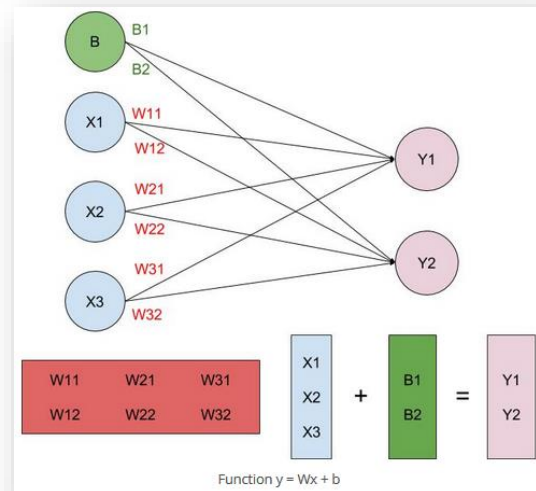 B
B1
B2
X1
W11
W12
X2
W21
W22
X3
W31
W32
Y1
Y2
W11 W21 W31
W12 W22 W32
X1
X2
X3
+
B1
B2
=
Y1
Y2
Function y = Wx + b